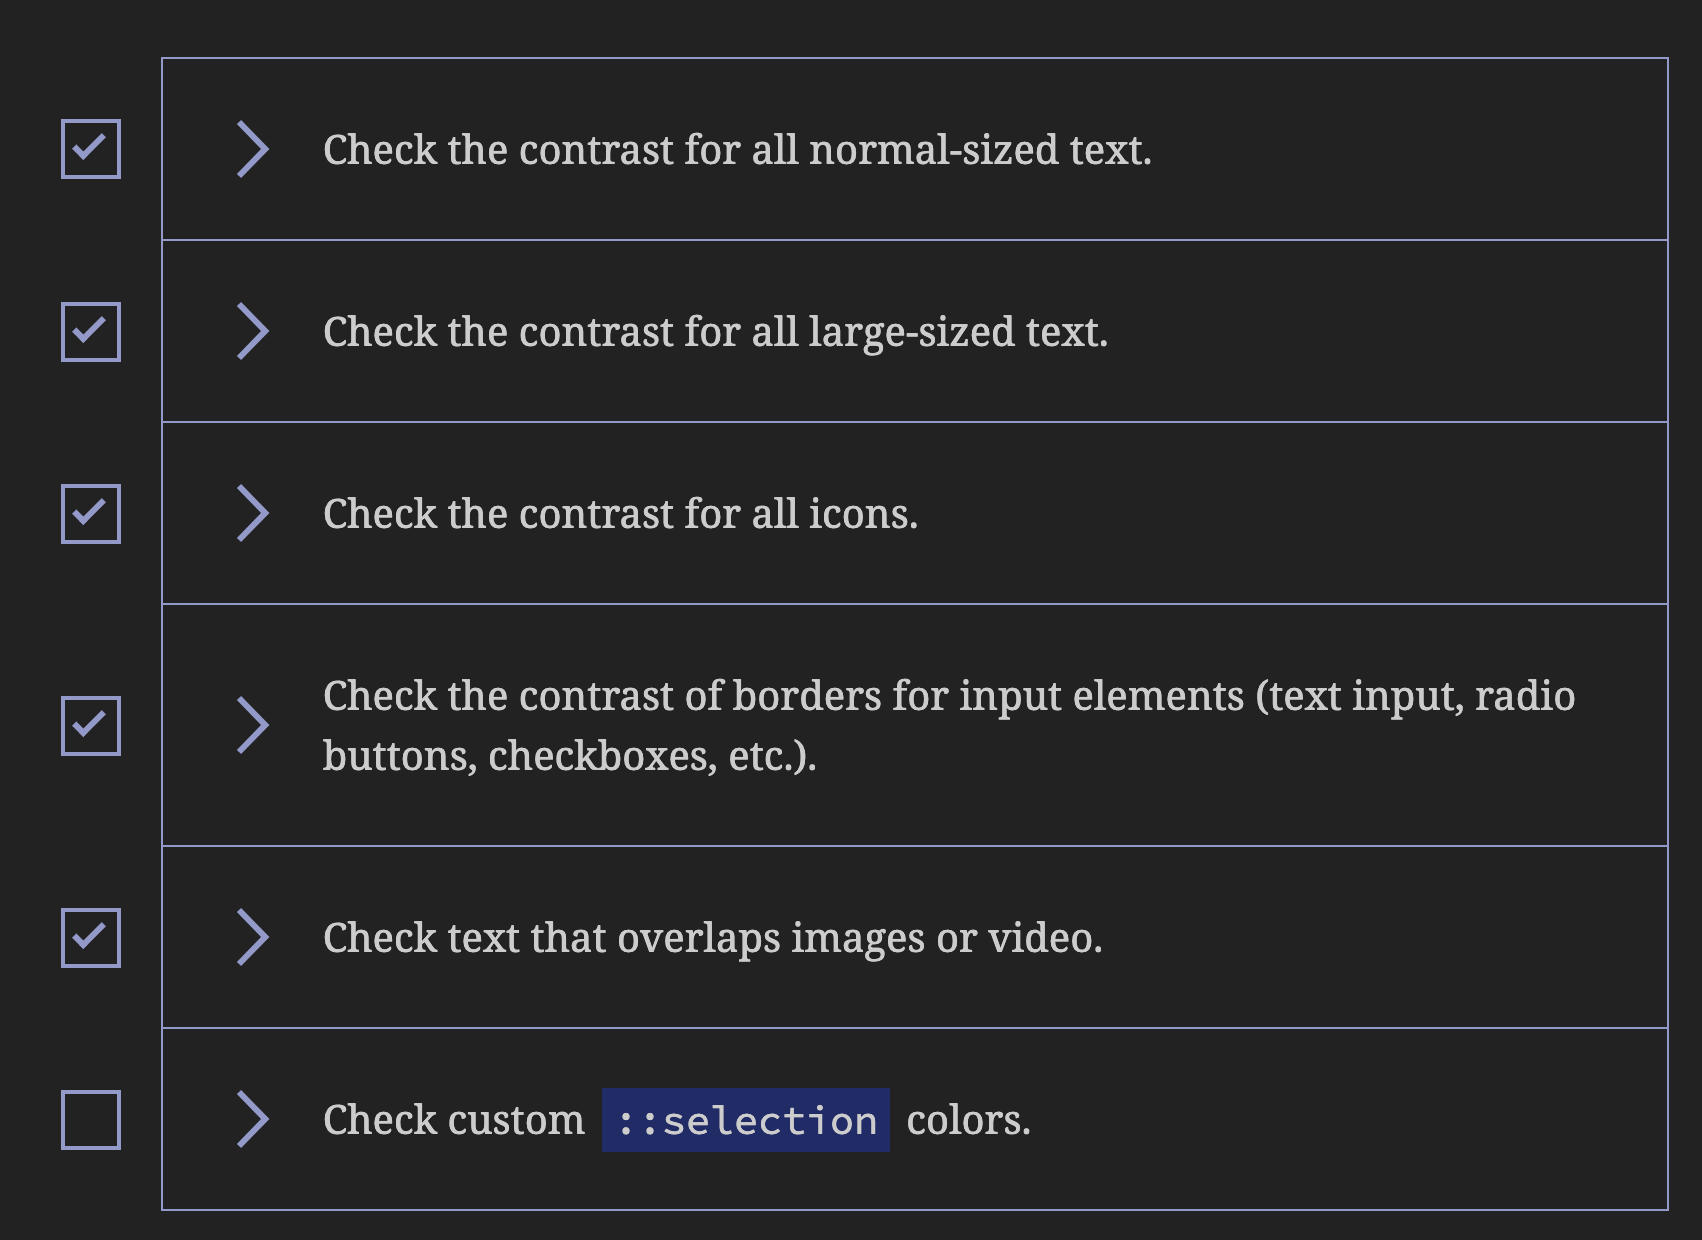 Check the contrast for all normal-sized text.
Check the contrast for all large-sized text.
Check the contrast for all icons.
Check the contrast of borders for input elements (text input, radio
buttons, checkboxes, etc.).
Check text that overlaps images or video.
Check custom ::selection colors.